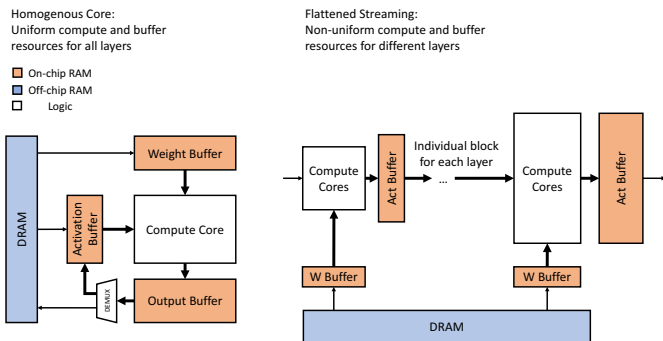 Homogenous Core:
Uniform compute and buffer
resources for all layers
On-chip RAM
Off-chip RAM
Logic
DRAM
Weight Buffer
Activation
Buffer
Compute Core
DEMUX
Output Buffer
Flattened Streaming:
Non-uniform compute and buffer
resources for different layers
Compute
Cores
Act Buffer
Individual block
for each layer
...
Compute
Cores
Act Buffer
W Buffer
W Buffer
DRAM